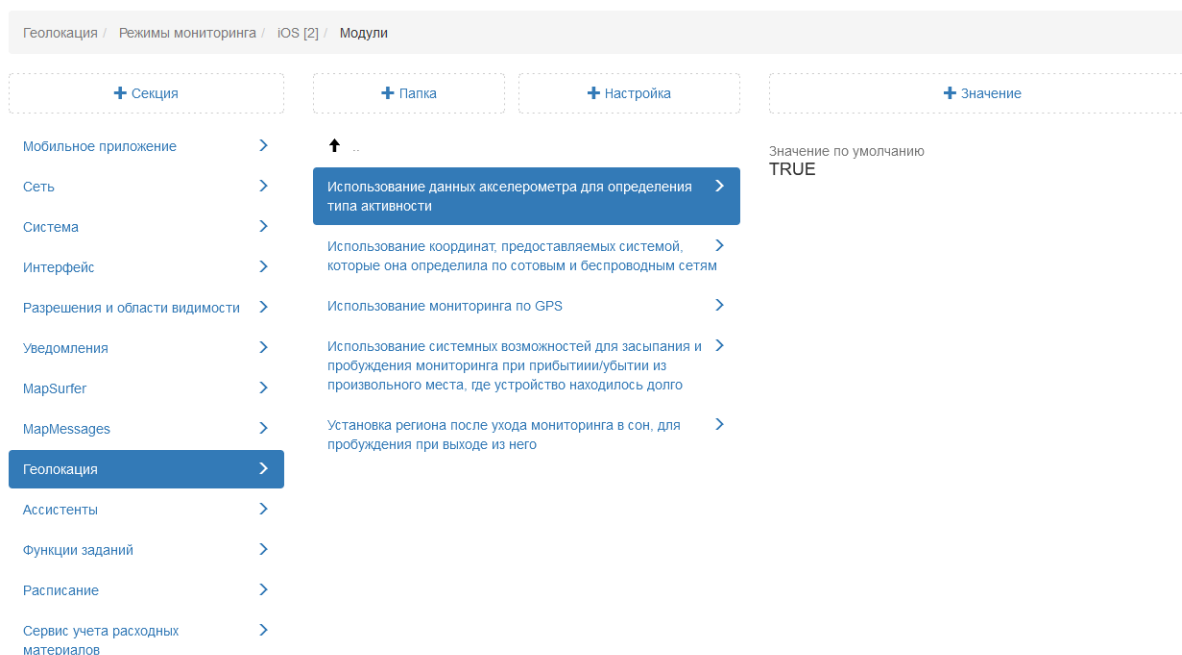 Геолокация / Режимы мониторинга / iOS [2] / Модули
+ Секция
+ Папка
+ Настройка
+ Значение
Мобильное приложение
Сеть
Система
Интерфейс
Разрешения и области видимости
Уведомления
MapSurfer
MapMessages
Геолокация
Ассистенты
Функции заданий
Расписание
Сервис учета расходных
материалов
..
Использование данных акселерометра для определения
типа активности
Использование координат, предоставляемых системой,
которые она определила по сотовым и беспроводным сетям
Использование мониторинга по GPS
Использование системных возможностей для засыпания и
пробуждения мониторинга при прибытиии/убытии из
произвольного места, где устройство находилось долго
Установка региона после ухода мониторинга в сон, для
пробуждения при выходе из него
Значение по умолчанию
TRUE